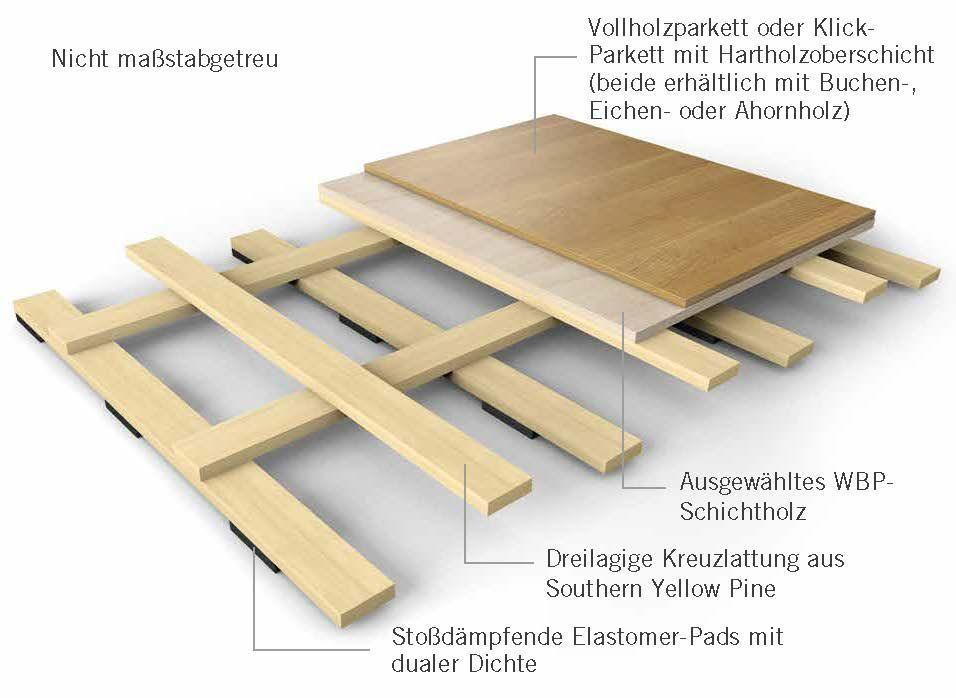 Nicht maßstabgetreu
Vollholzparkett oder Klick-
Parkett mit Hartholzoberschicht
(beide erhältlich mit Buchen-,
Eichen- oder Ahornholz)
Ausgewähltes WBP-
Schichtholz
Dreilagige Kreuzlattung aus
Southern Yellow Pine
Stoßdämpfende Elastomer-Pads mit
dualer Dichte